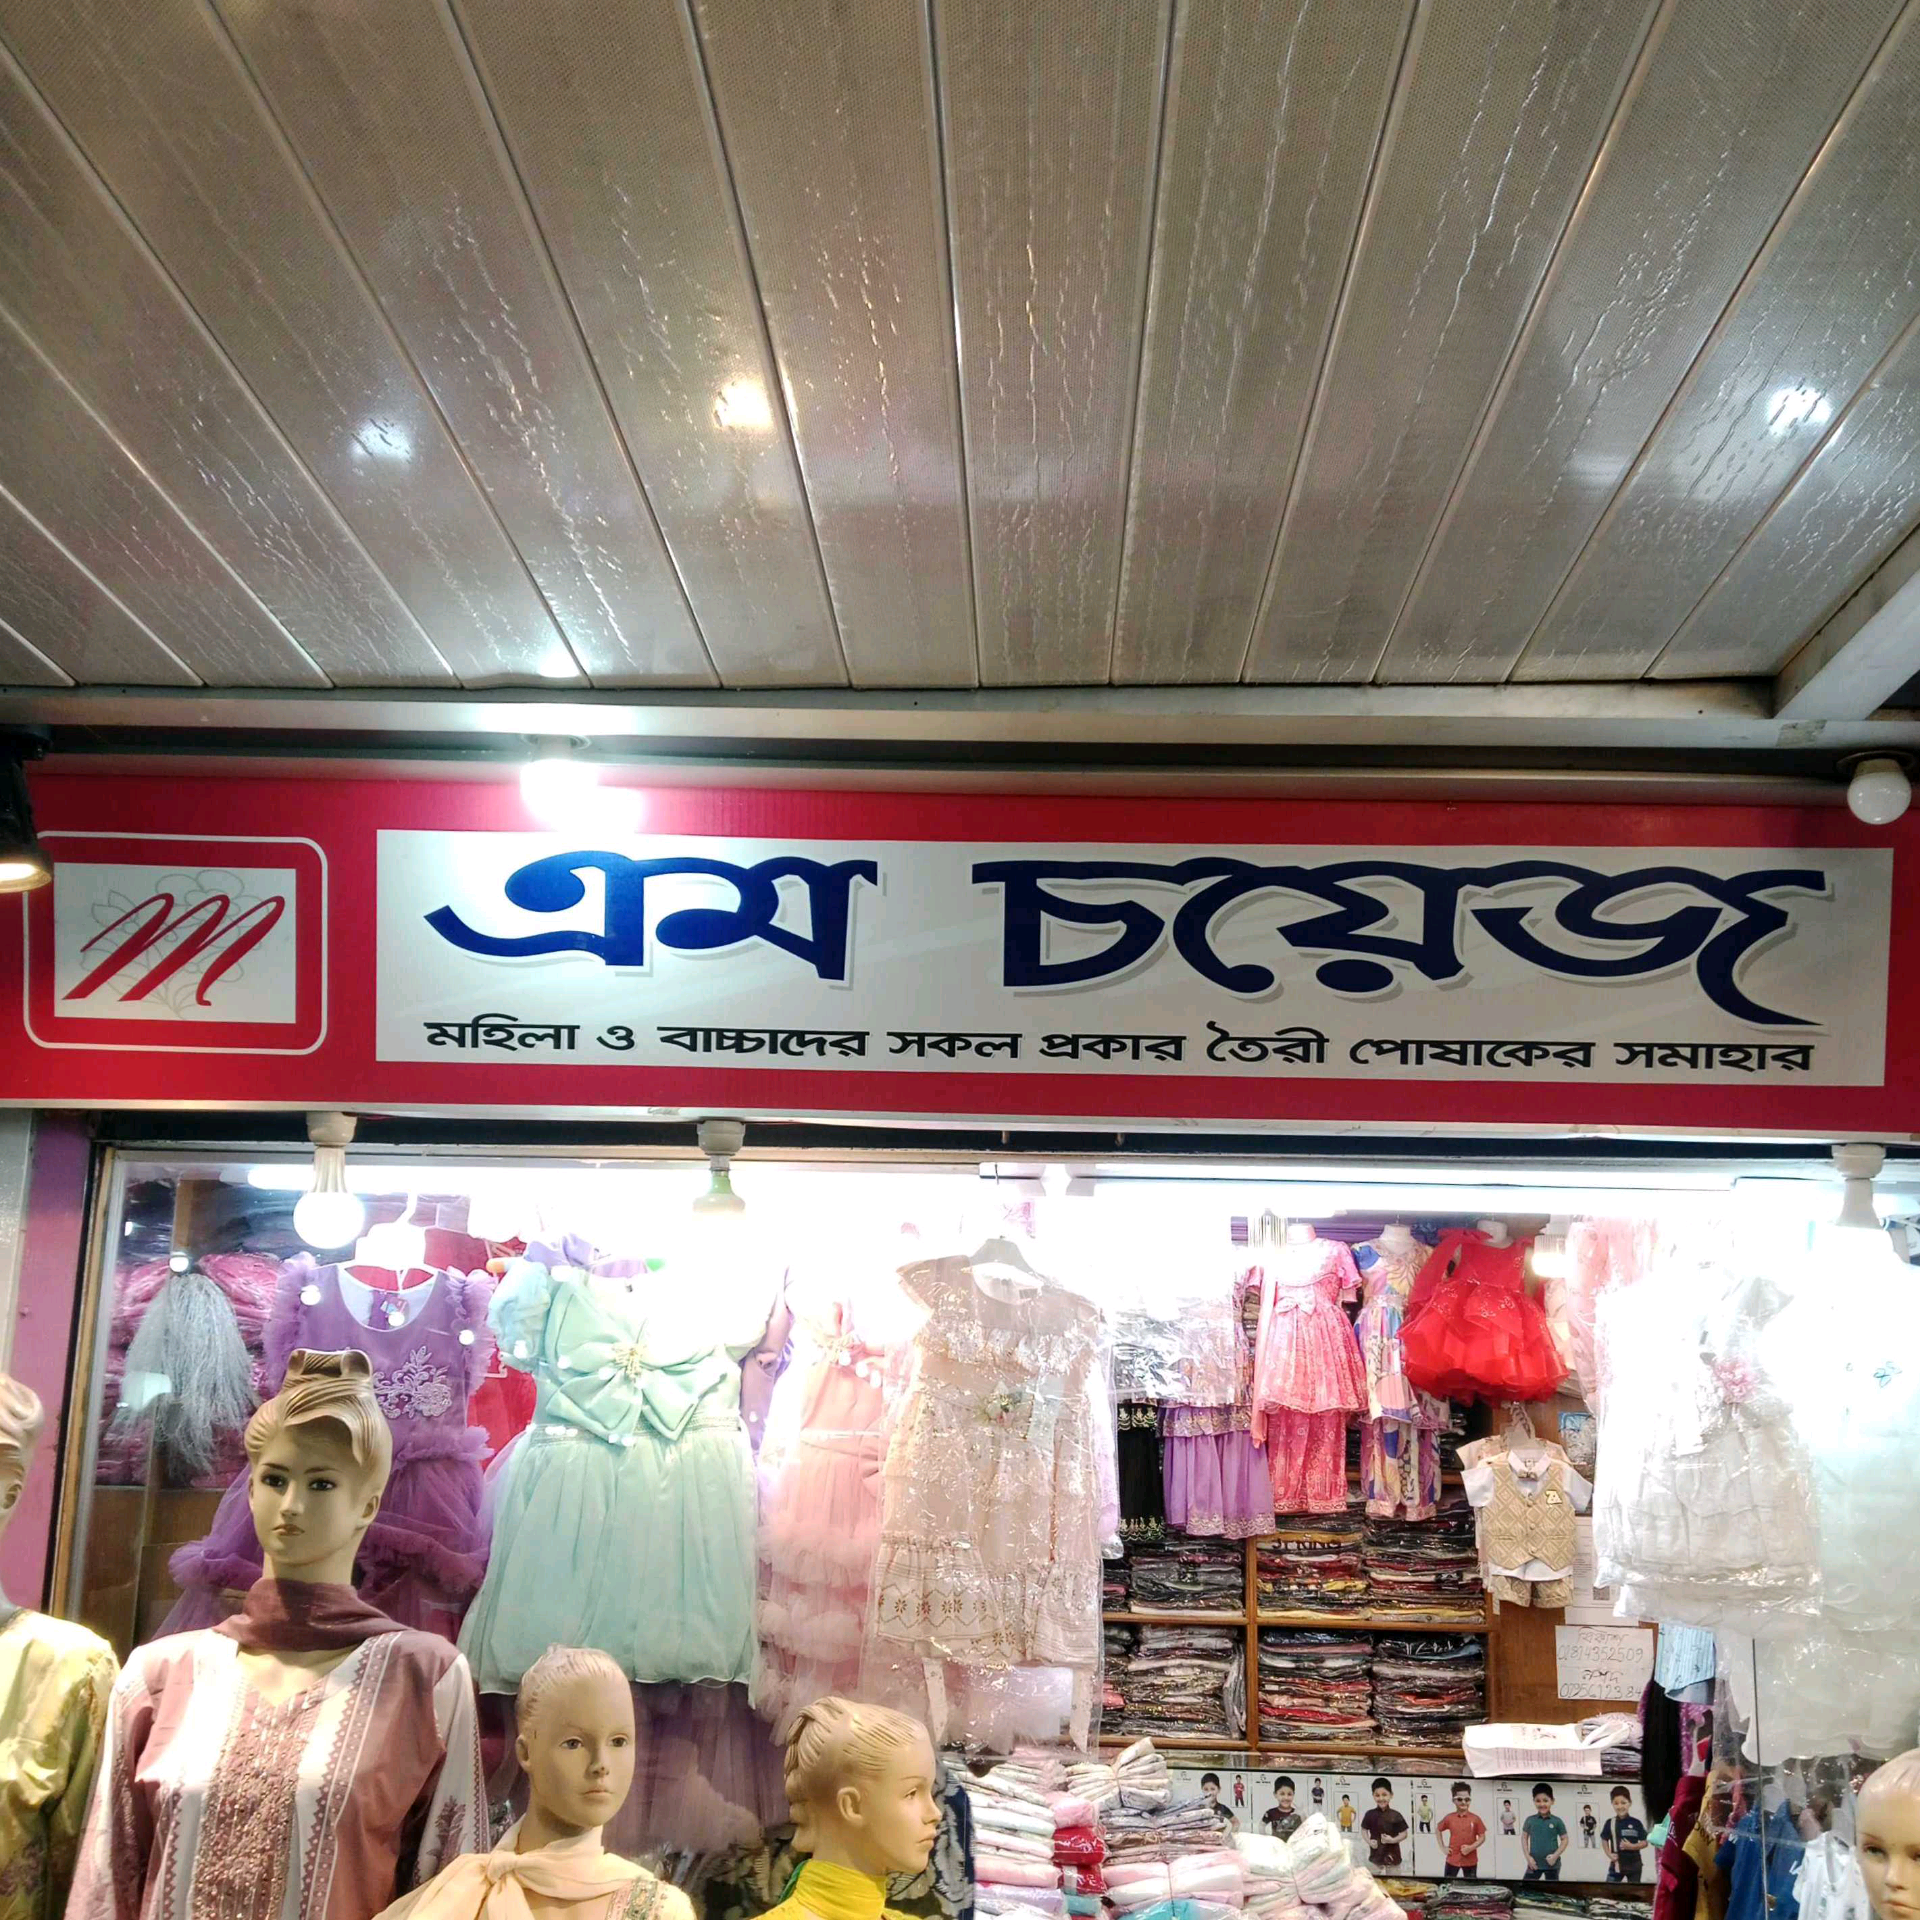 m
এম চয়েজ
মহিলা ও বাচ্চাদের সকল প্রকার তৈরী পোষাকের সমাহার